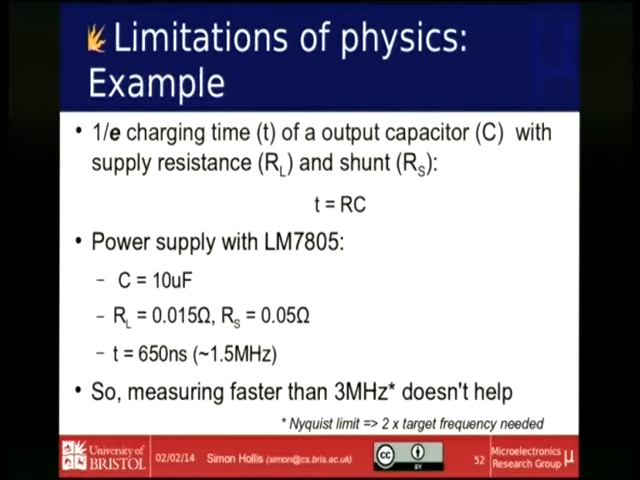 Limitations of physics:
Example
• 1/e charging time (t) of a output capacitor (C) with
supply resistance (RL) and shunt (RS):
t = RC
• Power supply with LM7805:
– C = 10uF
– RL = 0.015Ω, RS = 0.05Ω
– t = 650ns (~1.5MHz)
• So, measuring faster than 3MHz* doesn't help
* Nyquist limit => 2 x target frequency needed
University of
BRISTOL
02/02/14
Simon Hollis (simon@cs.bris.ac.uk)
cc
BY
52
Microelectronics
Research Group
μ